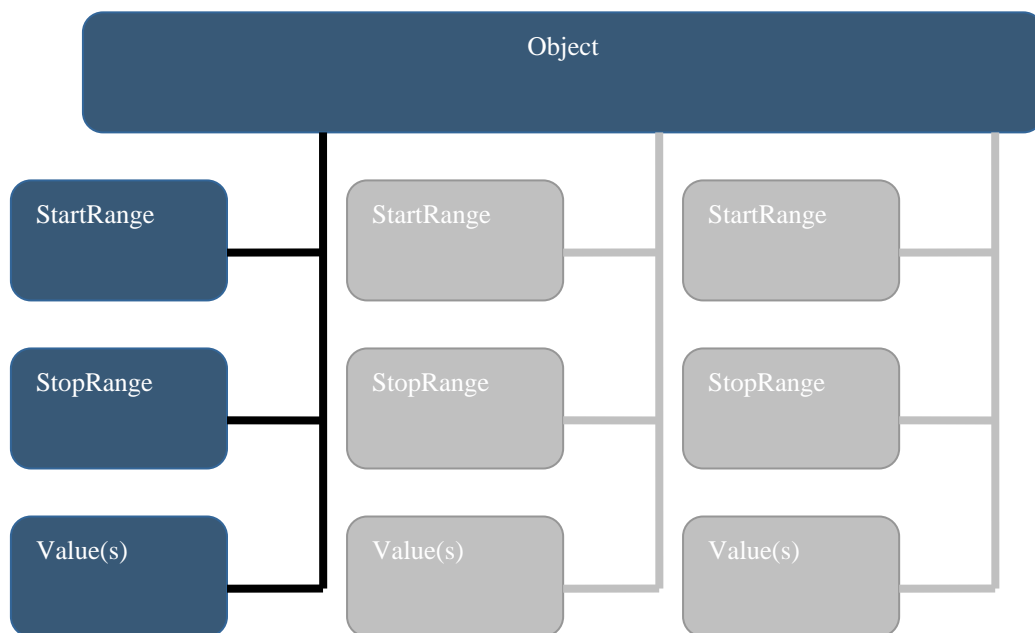 Object
StartRange
StartRange
StartRange
StopRange
StopRange
StopRange
Value(s)
Value(s)
Value(s)